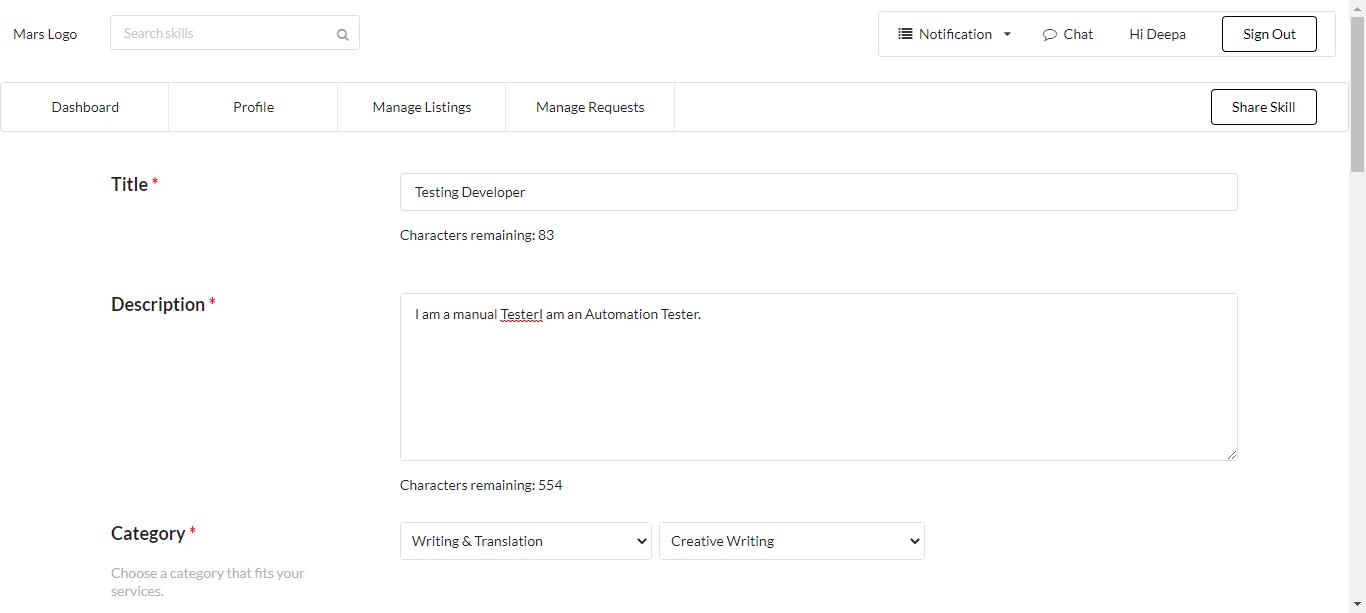 Mars Logo
Search skills
Notification
Chat
Hi Deepa
Sign Out
Dashboard
Profile
Manage Listings
Manage Requests
Share Skill
Title *
Testing Developer
Characters remaining: 83
Description *
I am a manual TesterI am an Automation Tester.
Characters remaining: 554
Category *
Writing & Translation
Creative Writing
Choose a category that fits your
services.